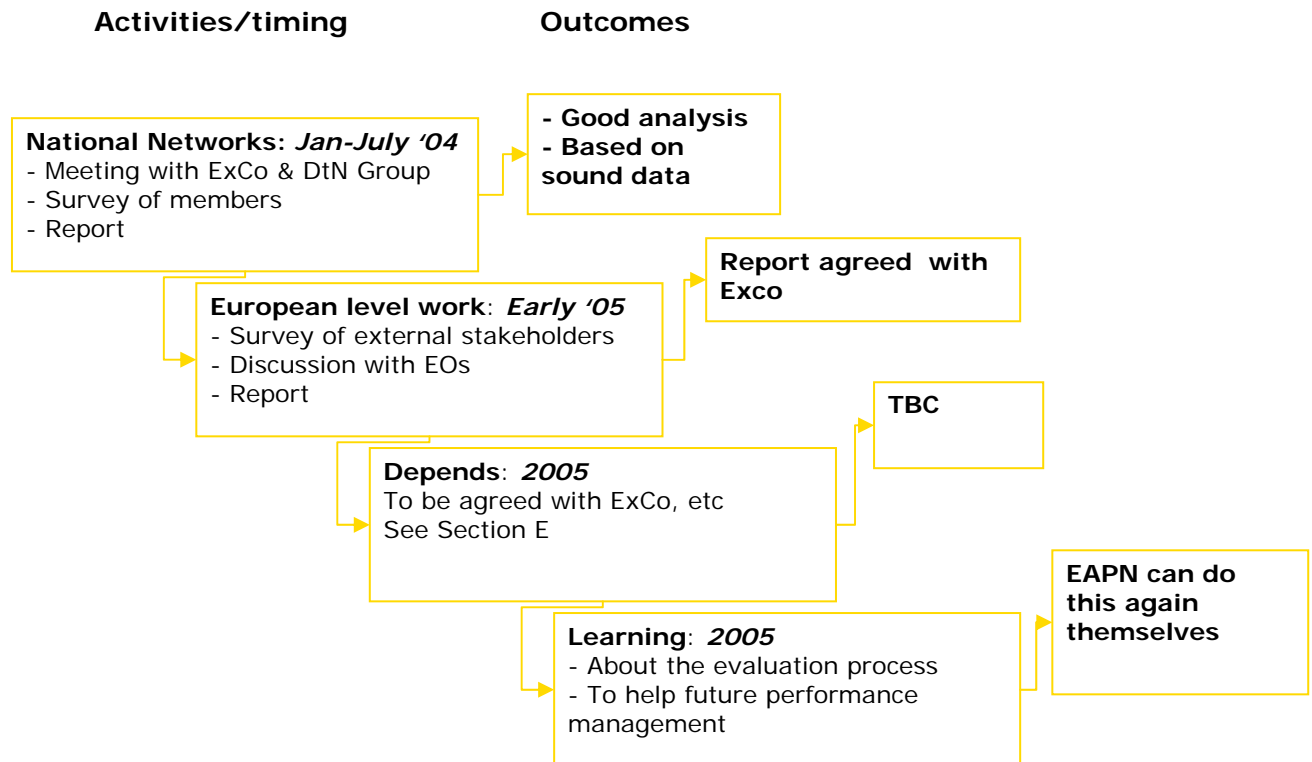 Activities/timing
Outcomes
National Networks: Jan-July ‘04
- Meeting with ExCo & DtN Group
- Survey of members
- Report
- Good analysis
- Based on
sound data
European level work: Early ‘05
- Survey of external stakeholders
- Discussion with EOs
- Report
Report agreed  with
Exco
Depends: 2005
To be agreed with ExCo, etc
See Section E
TBC
Learning: 2005
- About the evaluation process
- To help future performance
management
EAPN can do
this again
themselves